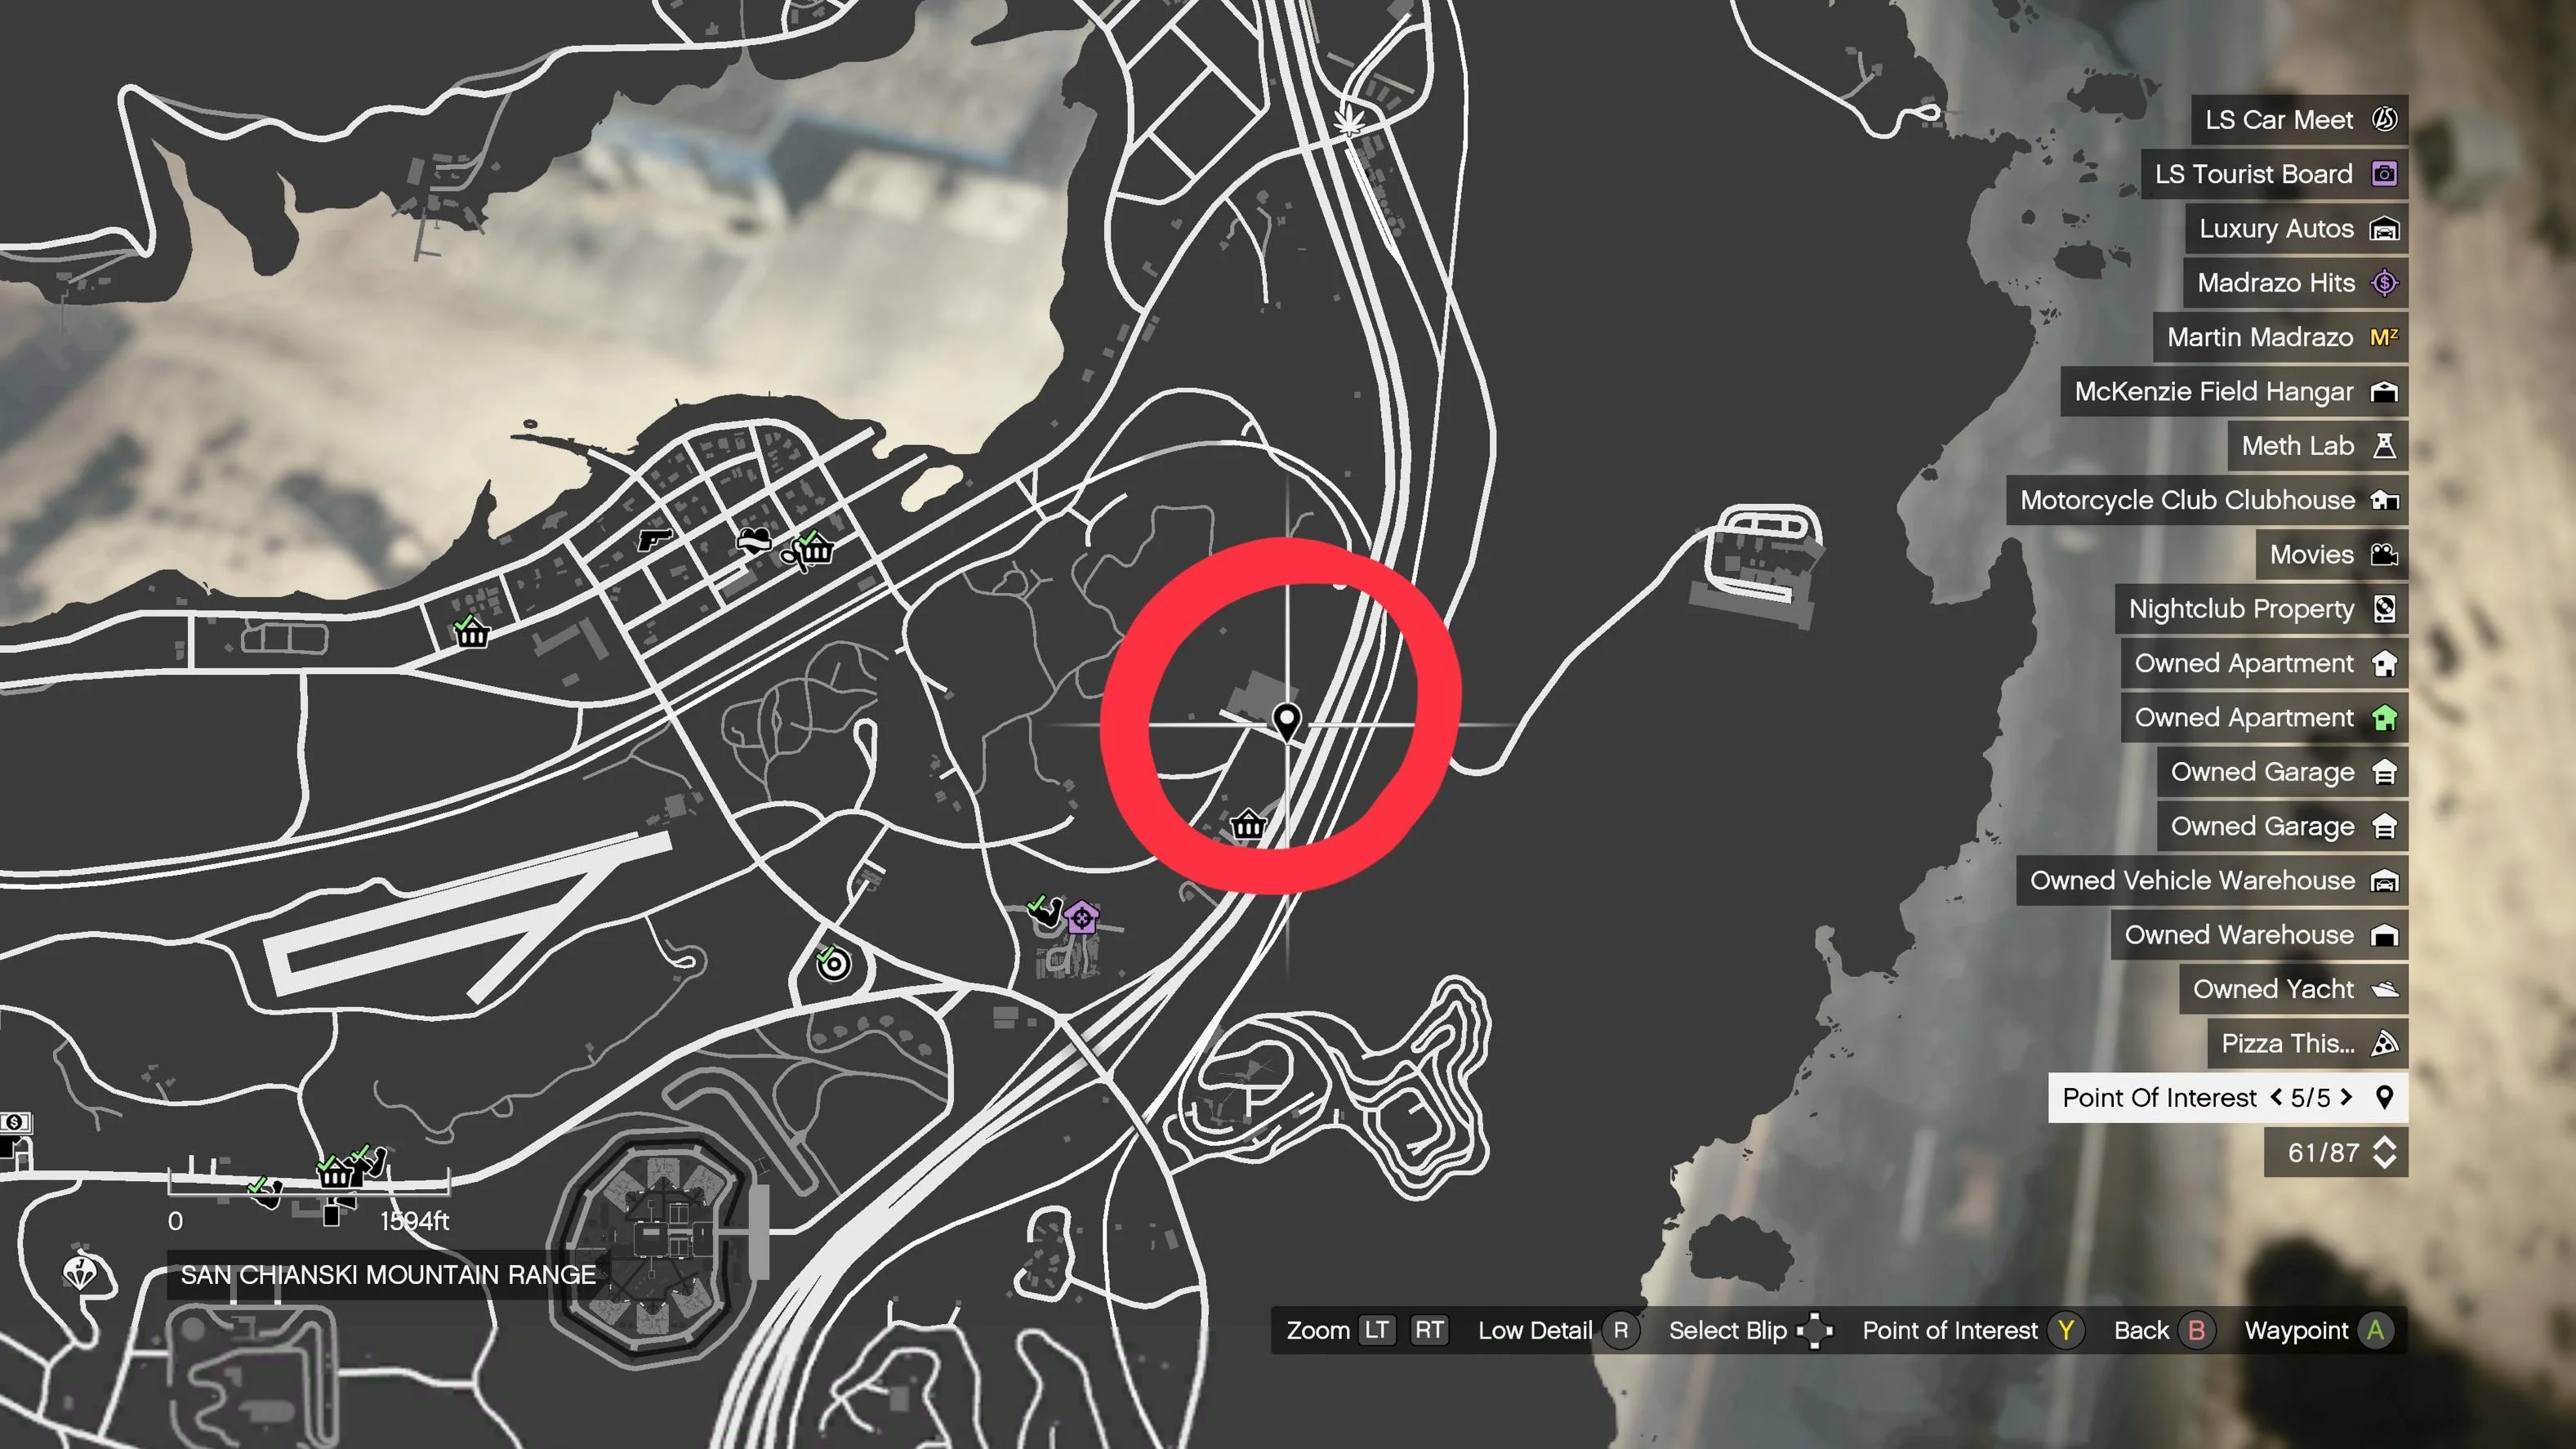 LS Car Meet
LS Tourist Board
Luxury Autos
Madrazo Hits
Martin Madrazo MZ
McKenzie Field Hangar
Meth Lab
Motorcycle Club Clubhouse
Movies
Nightclub Property
Owned Apartment
Owned Apartment
Owned Garage
Owned Garage
Owned Vehicle Warehouse
Owned Warehouse
Owned Yacht
Pizza This...
Point Of Interest < 5/5 >
61/87
0 1594ft
SAN CHIANSKI MOUNTAIN RANGE
Zoom LT RT Low Detail R Select Blip Point of Interest Y Back B Waypoint A